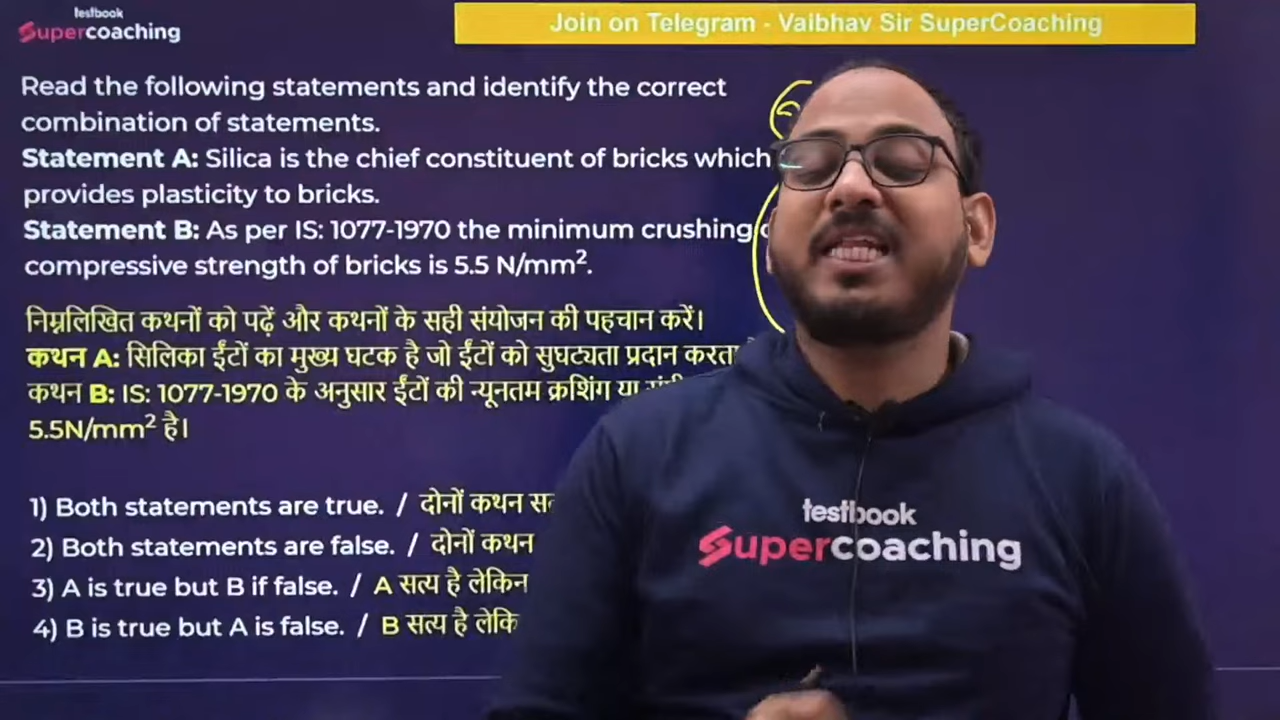 testbook
Supercoaching
Join on Telegram - Vaibhav Sir SuperCoaching
Read the following statements and identify the correct
combination of statements.
Statement A: Silica is the chief constituent of bricks which
provides plasticity to bricks.
Statement B: As per IS: 1077-1970 the minimum crushing
compressive strength of bricks is 5.5 N/mm².
निम्नलिखित कथनों को पढ़ें और कथनों के सही संयोजन की पहचान करें।
कथन A: सिलिका ईंटों का मुख्य घटक है जो ईंटों को सुघट्यता प्रदान करता
कथन B: IS: 1077-1970 के अनुसार ईंटों की न्यूनतम क्रशिंग या
5.5N/mm² है।
1) Both statements are true. / दोनों कथन
2) Both statements are false. / दोनों कथन
3) A is true but B if false. / A सत्य है लेकिन
4) B is true but A is false. / B सत्य है
testbook
Supercoaching